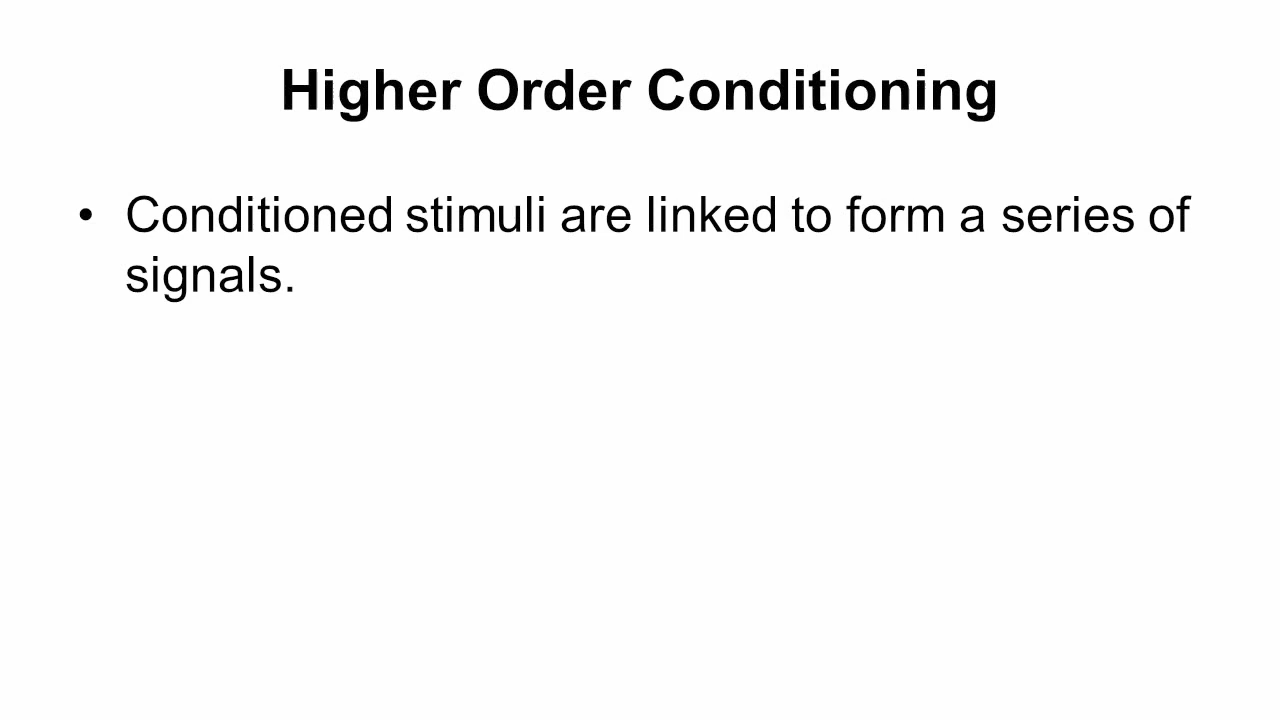 Higher Order Conditioning
• Conditioned stimuli are linked to form a series of
signals.